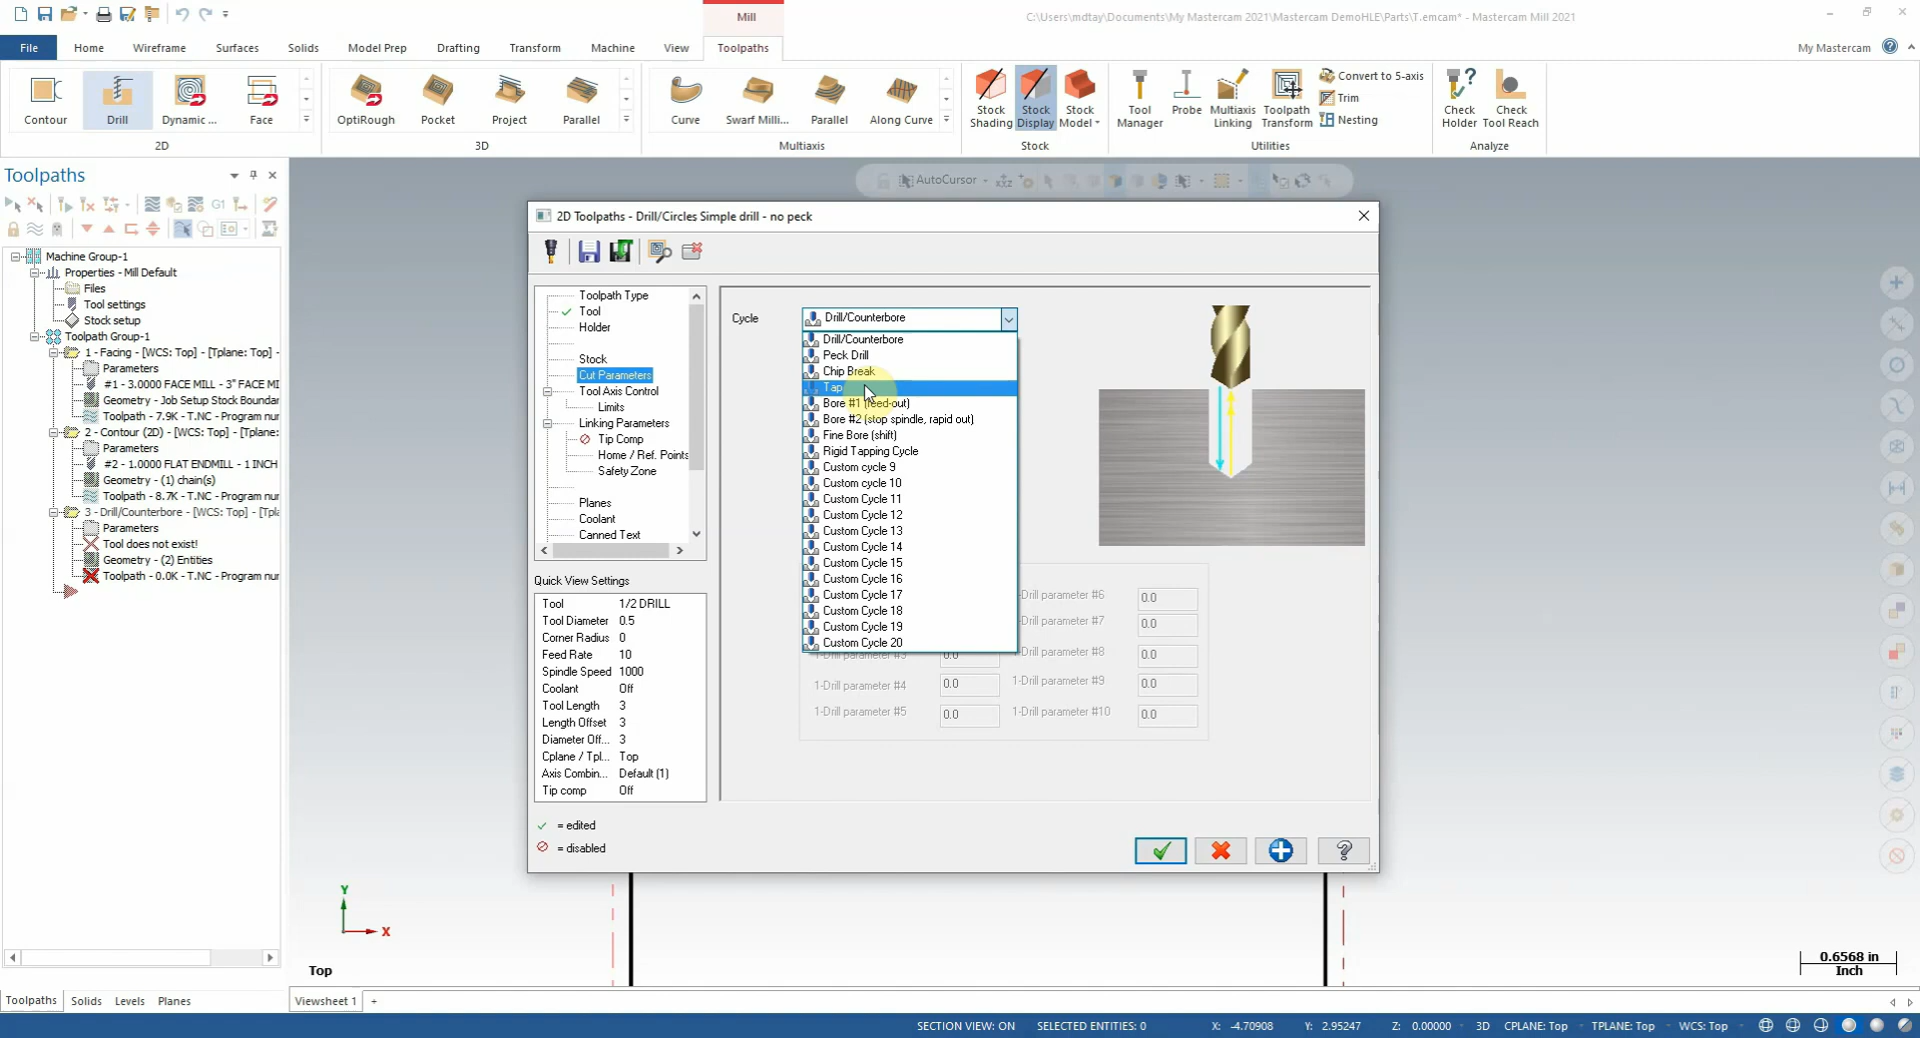 Mill
C:\Users\mdtay\Documents\My Mastercam 2021\Mastercam DemoHLE\Parts\T.emcam* - Mastercam Mill 2021
File
Home
Wireframe
Surfaces
Solids
Model Prep
Drafting
Transform
Machine
View
Toolpaths
My Mastercam
Contour
Drill
Dynamic ...
Face
2D
OptiRough
Pocket
Project
Parallel
3D
Curve
Swarf Milli...
Parallel
Along Curve
Multiaxis
Stock Shading
Stock Display
Stock Model
Stock
Tool Manager
Probe
Multiaxis Linking
Toolpath Transform
Convert to 5-axis
Trim
Nesting
Utilities
Check Holder
Check Tool Reach
Analyze
Toolpaths
G1
AutoCursor
Machine Group-1
Properties - Mill Default
Files
Tool settings
Stock setup
Toolpath Group-1
1 - Facing - [WCS: Top] - [Tplane: Top] -
Parameters
#1 - 3.0000 FACE MILL - 3" FACE MI
Geometry - Job Setup Stock Boundar
Toolpath - 7.9K - T.NC - Program nur
2 - Contour (2D) - [WCS: Top] - [Tplane:
Parameters
#2 - 1.0000 FLAT ENDMILL - 1 INCH
Geometry - (1) chain(s)
Toolpath - 8.7K - T.NC - Program nur
3 - Drill/Counterbore - [WCS: Top] - [Tpl
Parameters
Tool does not exist!
Geometry - (2) Entities
Toolpath - 0.0K - T.NC - Program nur
2D Toolpaths - Drill/Circles Simple drill - no peck
Toolpath Type
Tool
Holder
Stock
Cut Parameters
Tool Axis Control
Limits
Linking Parameters
Tip Comp
Home / Ref. Points
Safety Zone
Planes
Coolant
Canned Text
Quick View Settings
Tool 1/2 DRILL
Tool Diameter 0.5
Corner Radius 0
Feed Rate 10
Spindle Speed 1000
Coolant Off
Tool Length 3
Length Offset 3
Diameter Off... 3
Cplane / Tpl... Top
Axis Combin... Default (1)
Tip comp Off
= edited
= disabled
Cycle
Drill/Counterbore
Drill/Counterbore
Peck Drill
Chip Break
Tap
Bore #1 (feed-out)
Bore #2 (stop spindle, rapid out)
Fine Bore (shift)
Rigid Tapping Cycle
Custom cycle 9
Custom cycle 10
Custom Cycle 11
Custom Cycle 12
Custom Cycle 13
Custom Cycle 14
Custom Cycle 15
Custom Cycle 16
Custom Cycle 17
Custom Cycle 18
Custom Cycle 19
Custom Cycle 20
1-Drill parameter #3 0.0
1-Drill parameter #4 0.0
1-Drill parameter #5 0.0
-Drill parameter #6 0.0
-Drill parameter #7 0.0
-Drill parameter #8 0.0
1-Drill parameter #9 0.0
1-Drill parameter #10 0.0
Y
X
Top
0.6568 in
Inch
Toolpaths
Solids
Levels
Planes
Viewsheet 1
+
SECTION VIEW: ON
SELECTED ENTITIES: 0
X: -4.70908
Y: 2.95247
Z: 0.00000
3D
CPLANE: Top
TPLANE: Top
WCS: Top